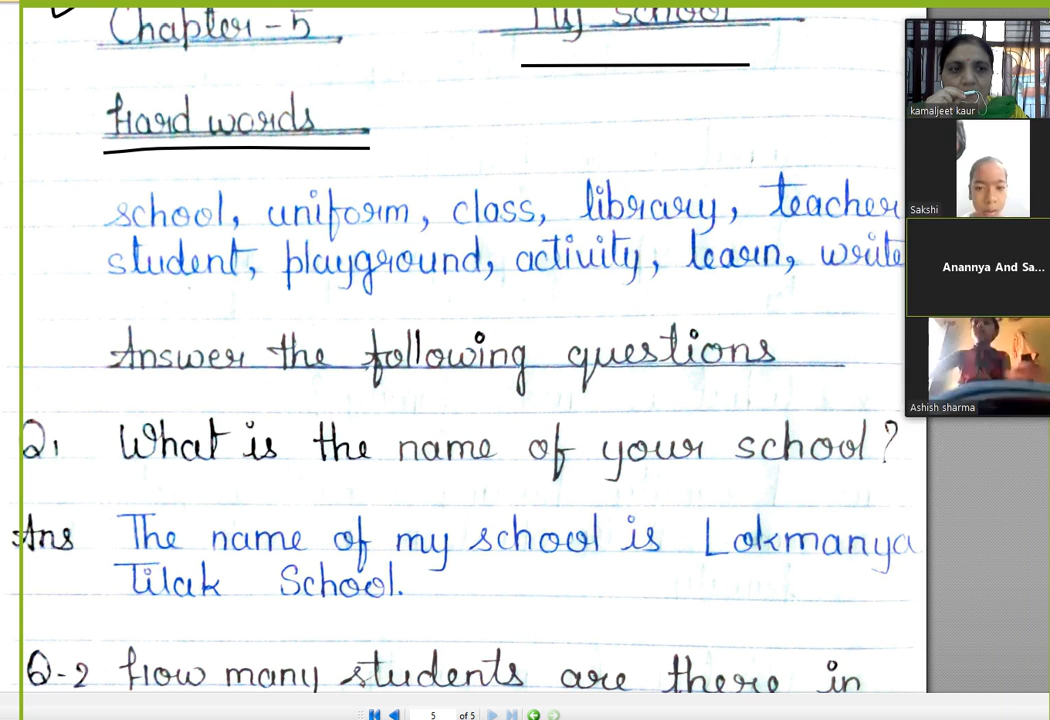 Chapter - 5 My School
Hard words
school, uniform, class, library, teacher
student, playground, activity, learn, write
Answer the following questions
Q1 What is the name of your school?
Ans The name of my school is Lokmanya
Tilak School.
Q-2 How many students are there in
kamaljeet kaur
Sakshi
Anannya And Sa...
Ashish sharma
5 of 5